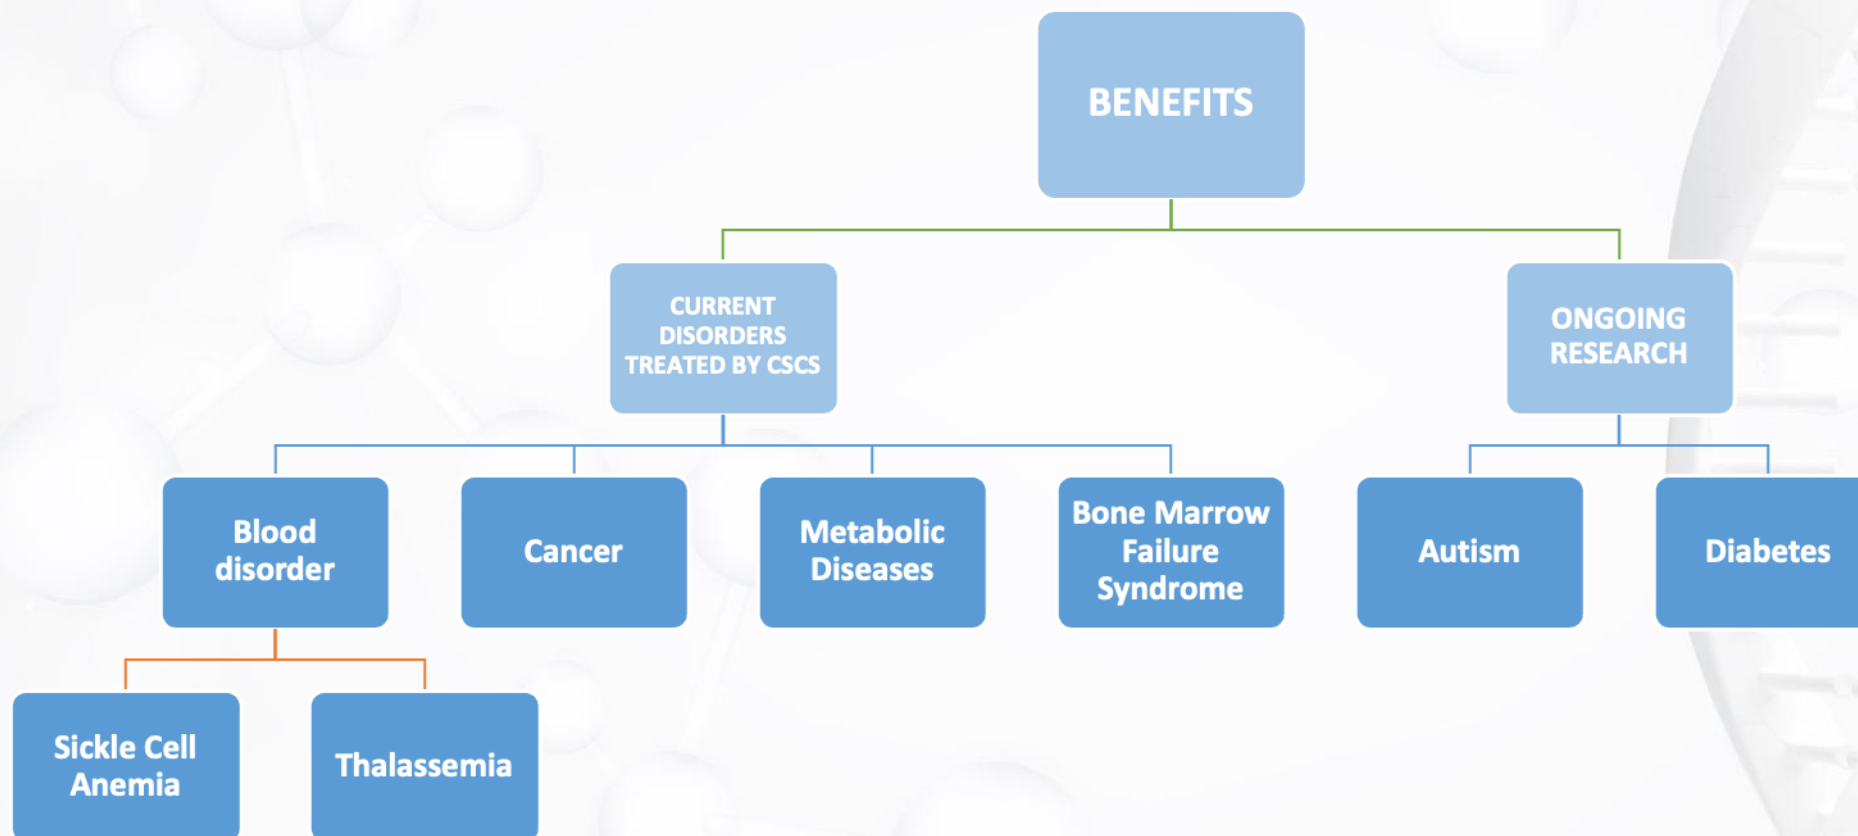 BENEFITS
CURRENT
DISORDERS
TREATED BY CSCS
ONGOING
RESEARCH
Blood
disorder
Cancer
Metabolic
Diseases
Bone Marrow
Failure
Syndrome
Autism
Diabetes
Sickle Cell
Anemia
Thalassemia